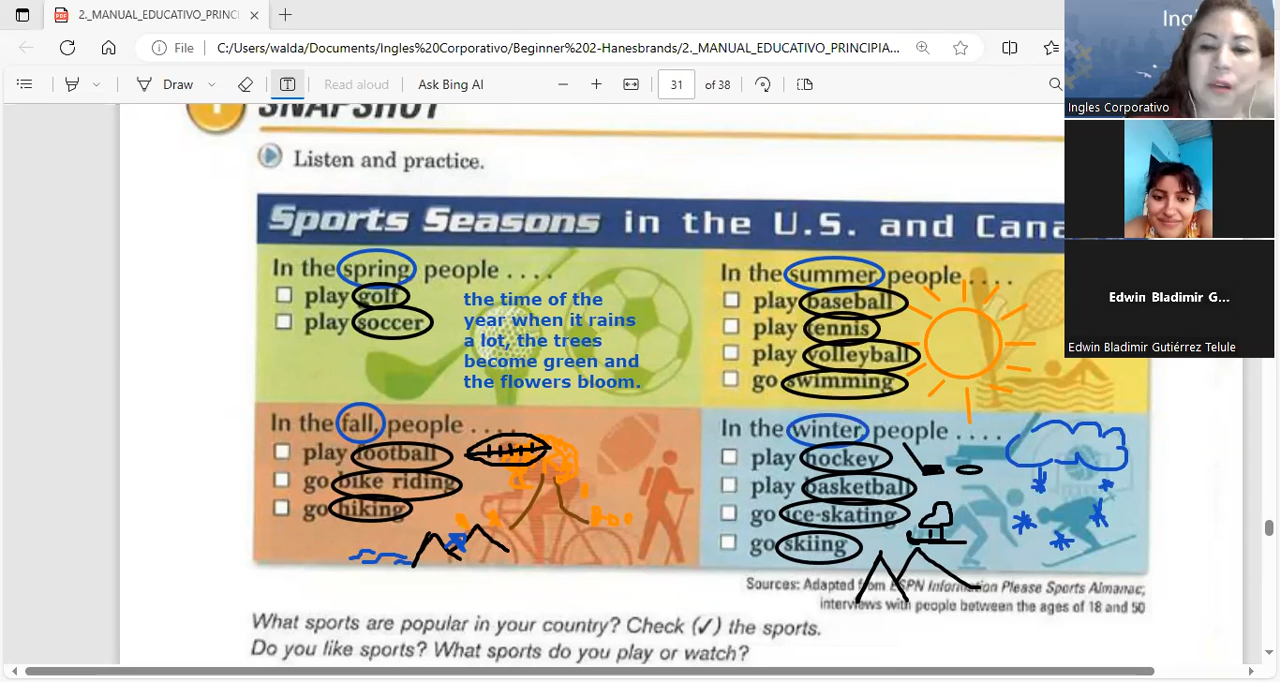 2._MANUAL_EDUCATIVO_PRINCI
File
C:/Users/walda/Documents/Ingles%20Corporativo/Beginner%202-Hanesbrands/2._MANUAL_EDUCATIVO_PRINCIPIA...
Draw
Read aloud
Ask Bing AI
31
of 38
Ingles Corporativo
Edwin Bladimir G...
Edwin Bladimir Gutiérrez Telule
SNAPSHOT
Listen and practice.
Sports Seasons in the U.S. and Cana
In the spring people ....
play golf
play soccer
the time of the
year when it rains
a lot, the trees
become green and
the flowers bloom.
In the summer, people ....
play baseball
play tennis
play volleyball
go swimming
In the fall, people ....
play football
go bike riding
go hiking
In the winter, people ....
play hockey
play basketball
go ice-skating
go skiing
Sources: Adapted from ESPN Information Please Sports Almanac;
interviews with people between the ages of 18 and 50
What sports are popular in your country? Check (✓) the sports.
Do you like sports? What sports do you play or watch?